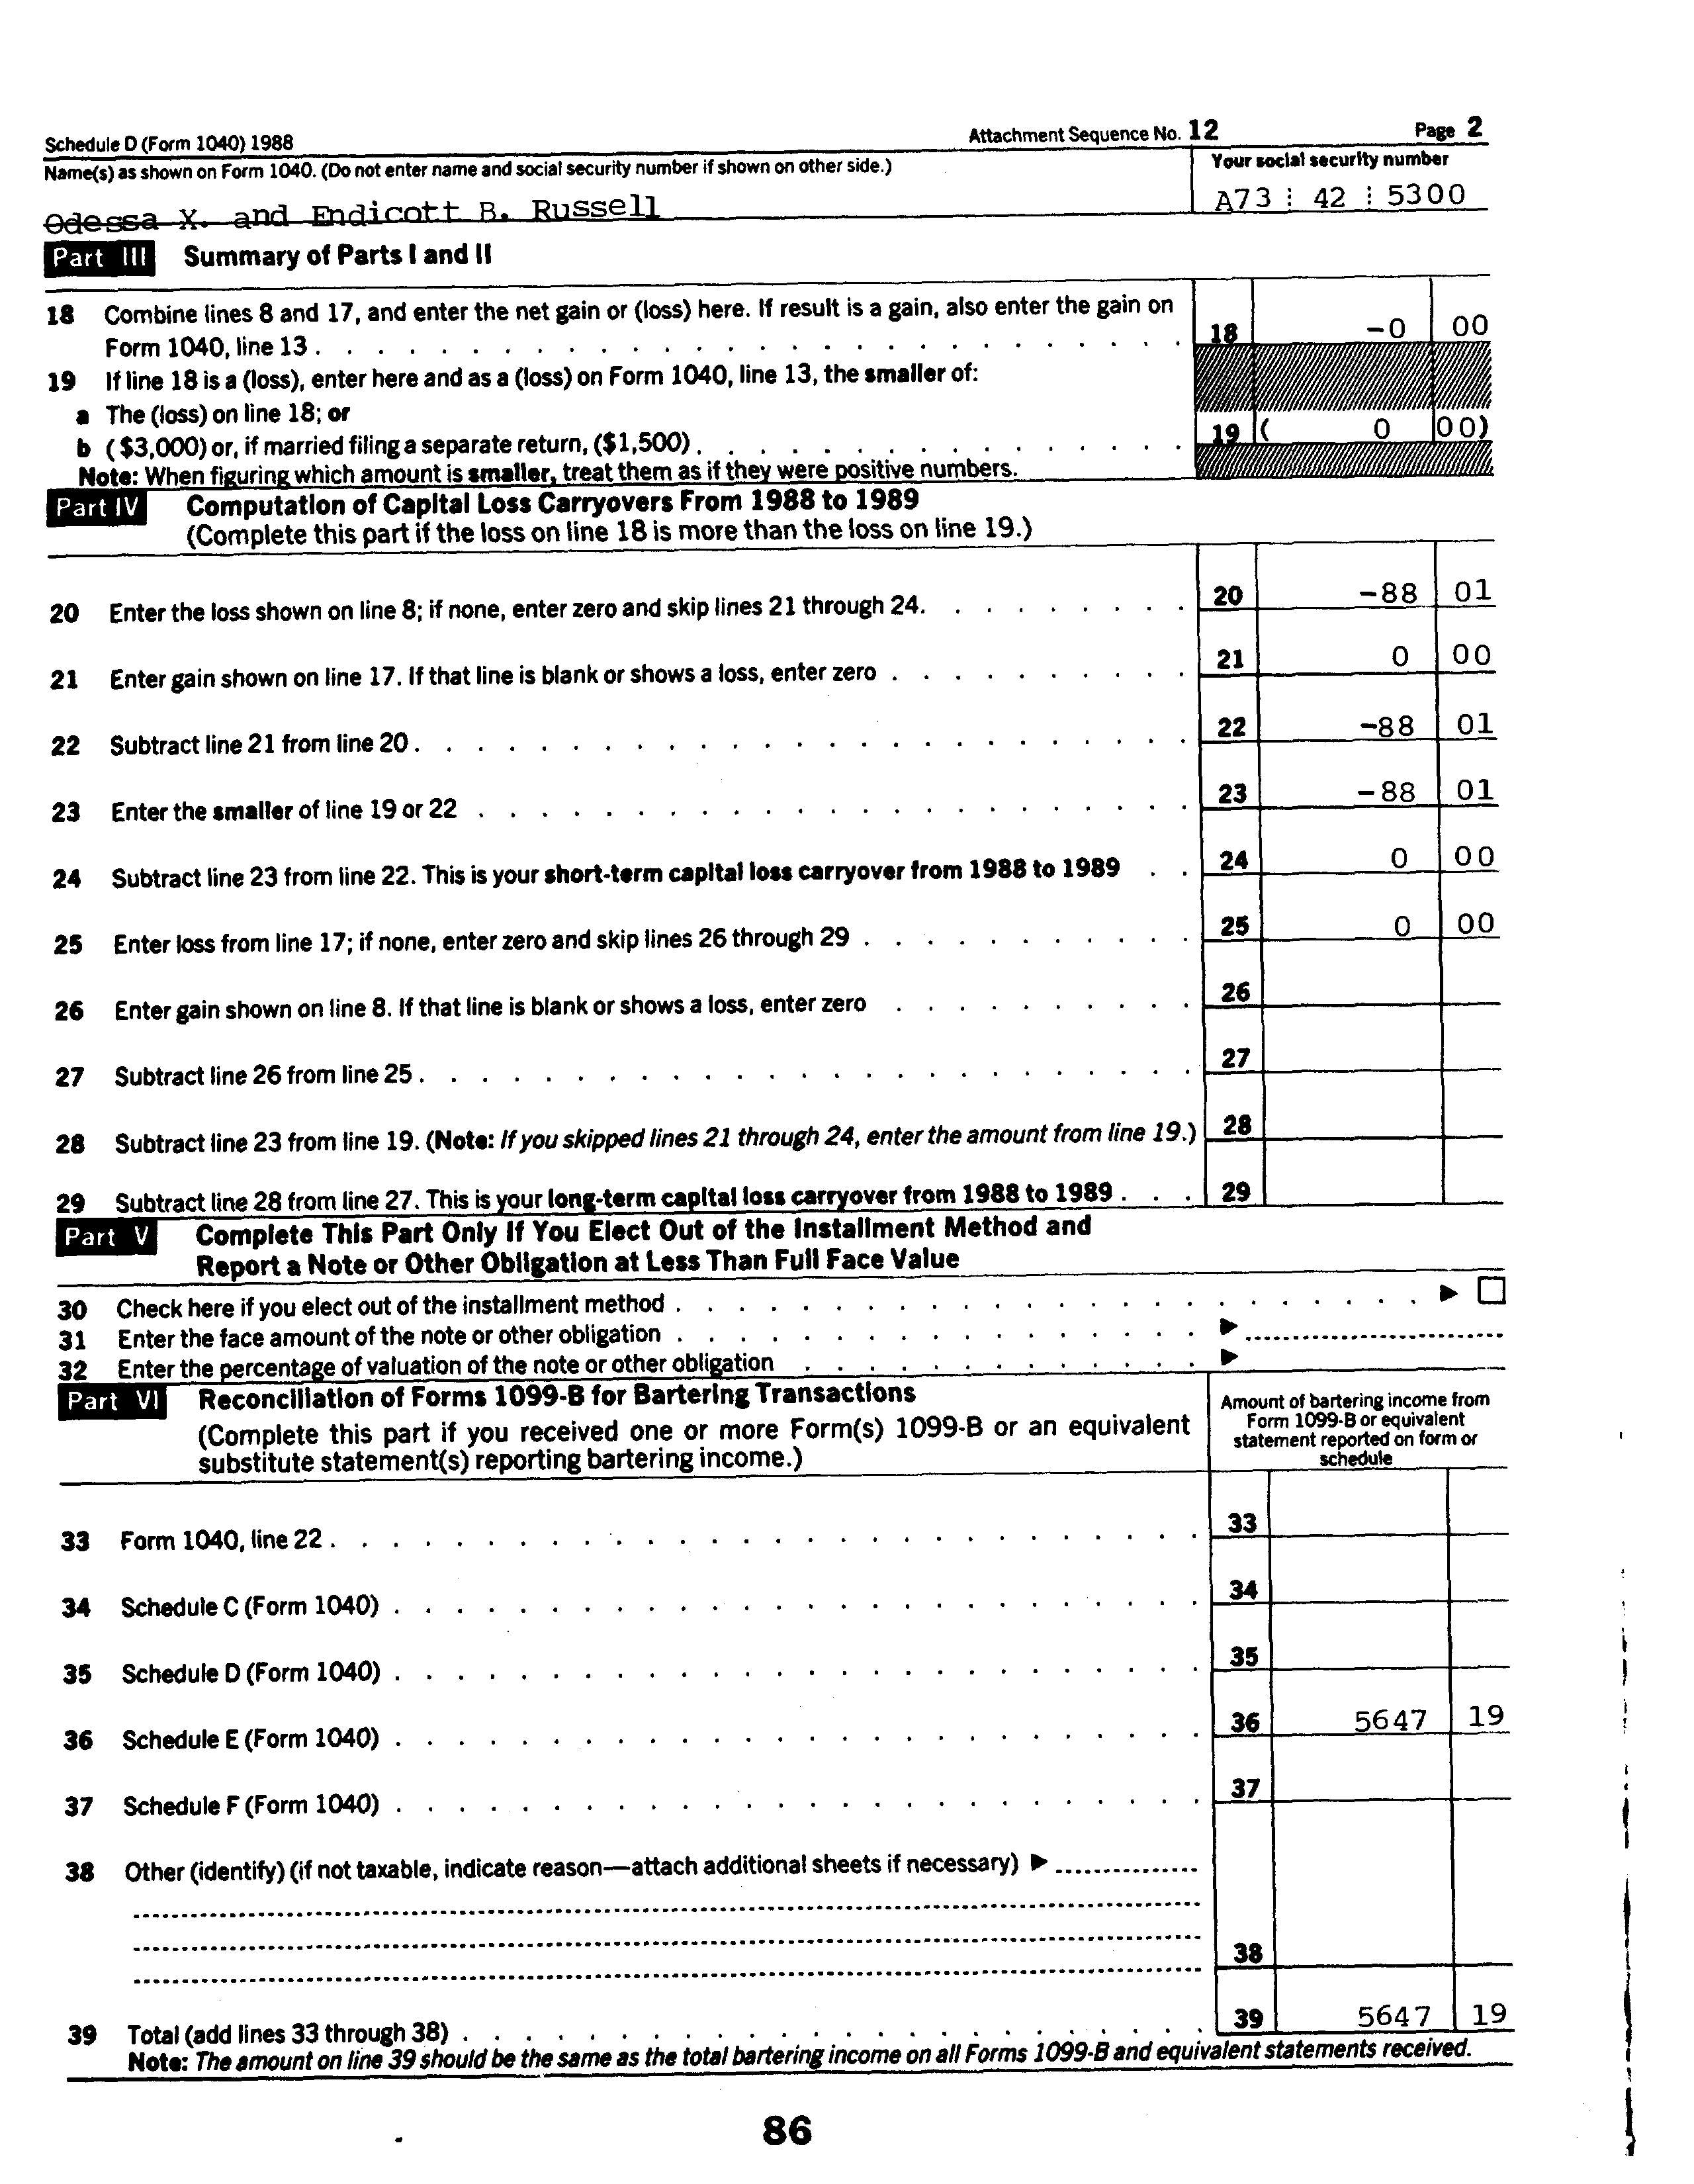 Schedule D (Form 1040) 1988 Attachment Sequence No. 12 Page 2
Name(s) as shown on Form 1040. (Do not enter name and social security number if shown on other side.) Your social security number
Odessa X. and Endicott B. Russell A73 42 5300
Part III Summary of Parts I and II
18 Combine lines 8 and 17, and enter the net gain or (loss) here. If result is a gain, also enter the gain on
Form 1040, line 13 . 18 -0 00
19 If line 18 is a (loss), enter here and as a (loss) on Form 1040, line 13, the smaller of:
a The (loss) on line 18; or
b ($3,000) or, if married filing a separate return, ($1,500) . 19 ( 0 00)
Note: When figuring which amount is smaller, treat them as if they were positive numbers.
Part IV Computation of Capital Loss Carryovers From 1988 to 1989
(Complete this part if the loss on line 18 is more than the loss on line 19.)
20 Enter the loss shown on line 8; if none, enter zero and skip lines 21 through 24. 20 -88 01
21 Enter gain shown on line 17. If that line is blank or shows a loss, enter zero . 21 0 00
22 Subtract line 21 from line 20 . 22 -88 01
23 Enter the smaller of line 19 or 22 . 23 -88 01
24 Subtract line 23 from line 22. This is your short-term capital loss carryover from 1988 to 1989 . 24 0 00
25 Enter loss from line 17; if none, enter zero and skip lines 26 through 29 . 25 0 00
26 Enter gain shown on line 8. If that line is blank or shows a loss, enter zero . 26
27 Subtract line 26 from line 25 . 27
28 Subtract line 23 from line 19. (Note: If you skipped lines 21 through 24, enter the amount from line 19.) 28
29 Subtract line 28 from line 27. This is your long-term capital loss carryover from 1988 to 1989 . 29
Part V Complete This Part Only If You Elect Out of the Installment Method and
Report a Note or Other Obligation at Less Than Full Face Value
30 Check here if you elect out of the installment method . ▶ ☐
31 Enter the face amount of the note or other obligation . ▶
32 Enter the percentage of valuation of the note or other obligation . ▶
Part VI Reconciliation of Forms 1099-B for Bartering Transactions
(Complete this part if you received one or more Form(s) 1099-B or an equivalent
substitute statement(s) reporting bartering income.)
Amount of bartering income from
Form 1099-B or equivalent
statement reported on form or
schedule
33 Form 1040, line 22 . 33
34 Schedule C (Form 1040) . 34
35 Schedule D (Form 1040) . 35
36 Schedule E (Form 1040) . 36 5647 19
37 Schedule F (Form 1040) . 37
38 Other (identify) (if not taxable, indicate reason—attach additional sheets if necessary) ▶
38
39 Total (add lines 33 through 38) . 39 5647 19
Note: The amount on line 39 should be the same as the total bartering income on all Forms 1099-B and equivalent statements received.
86